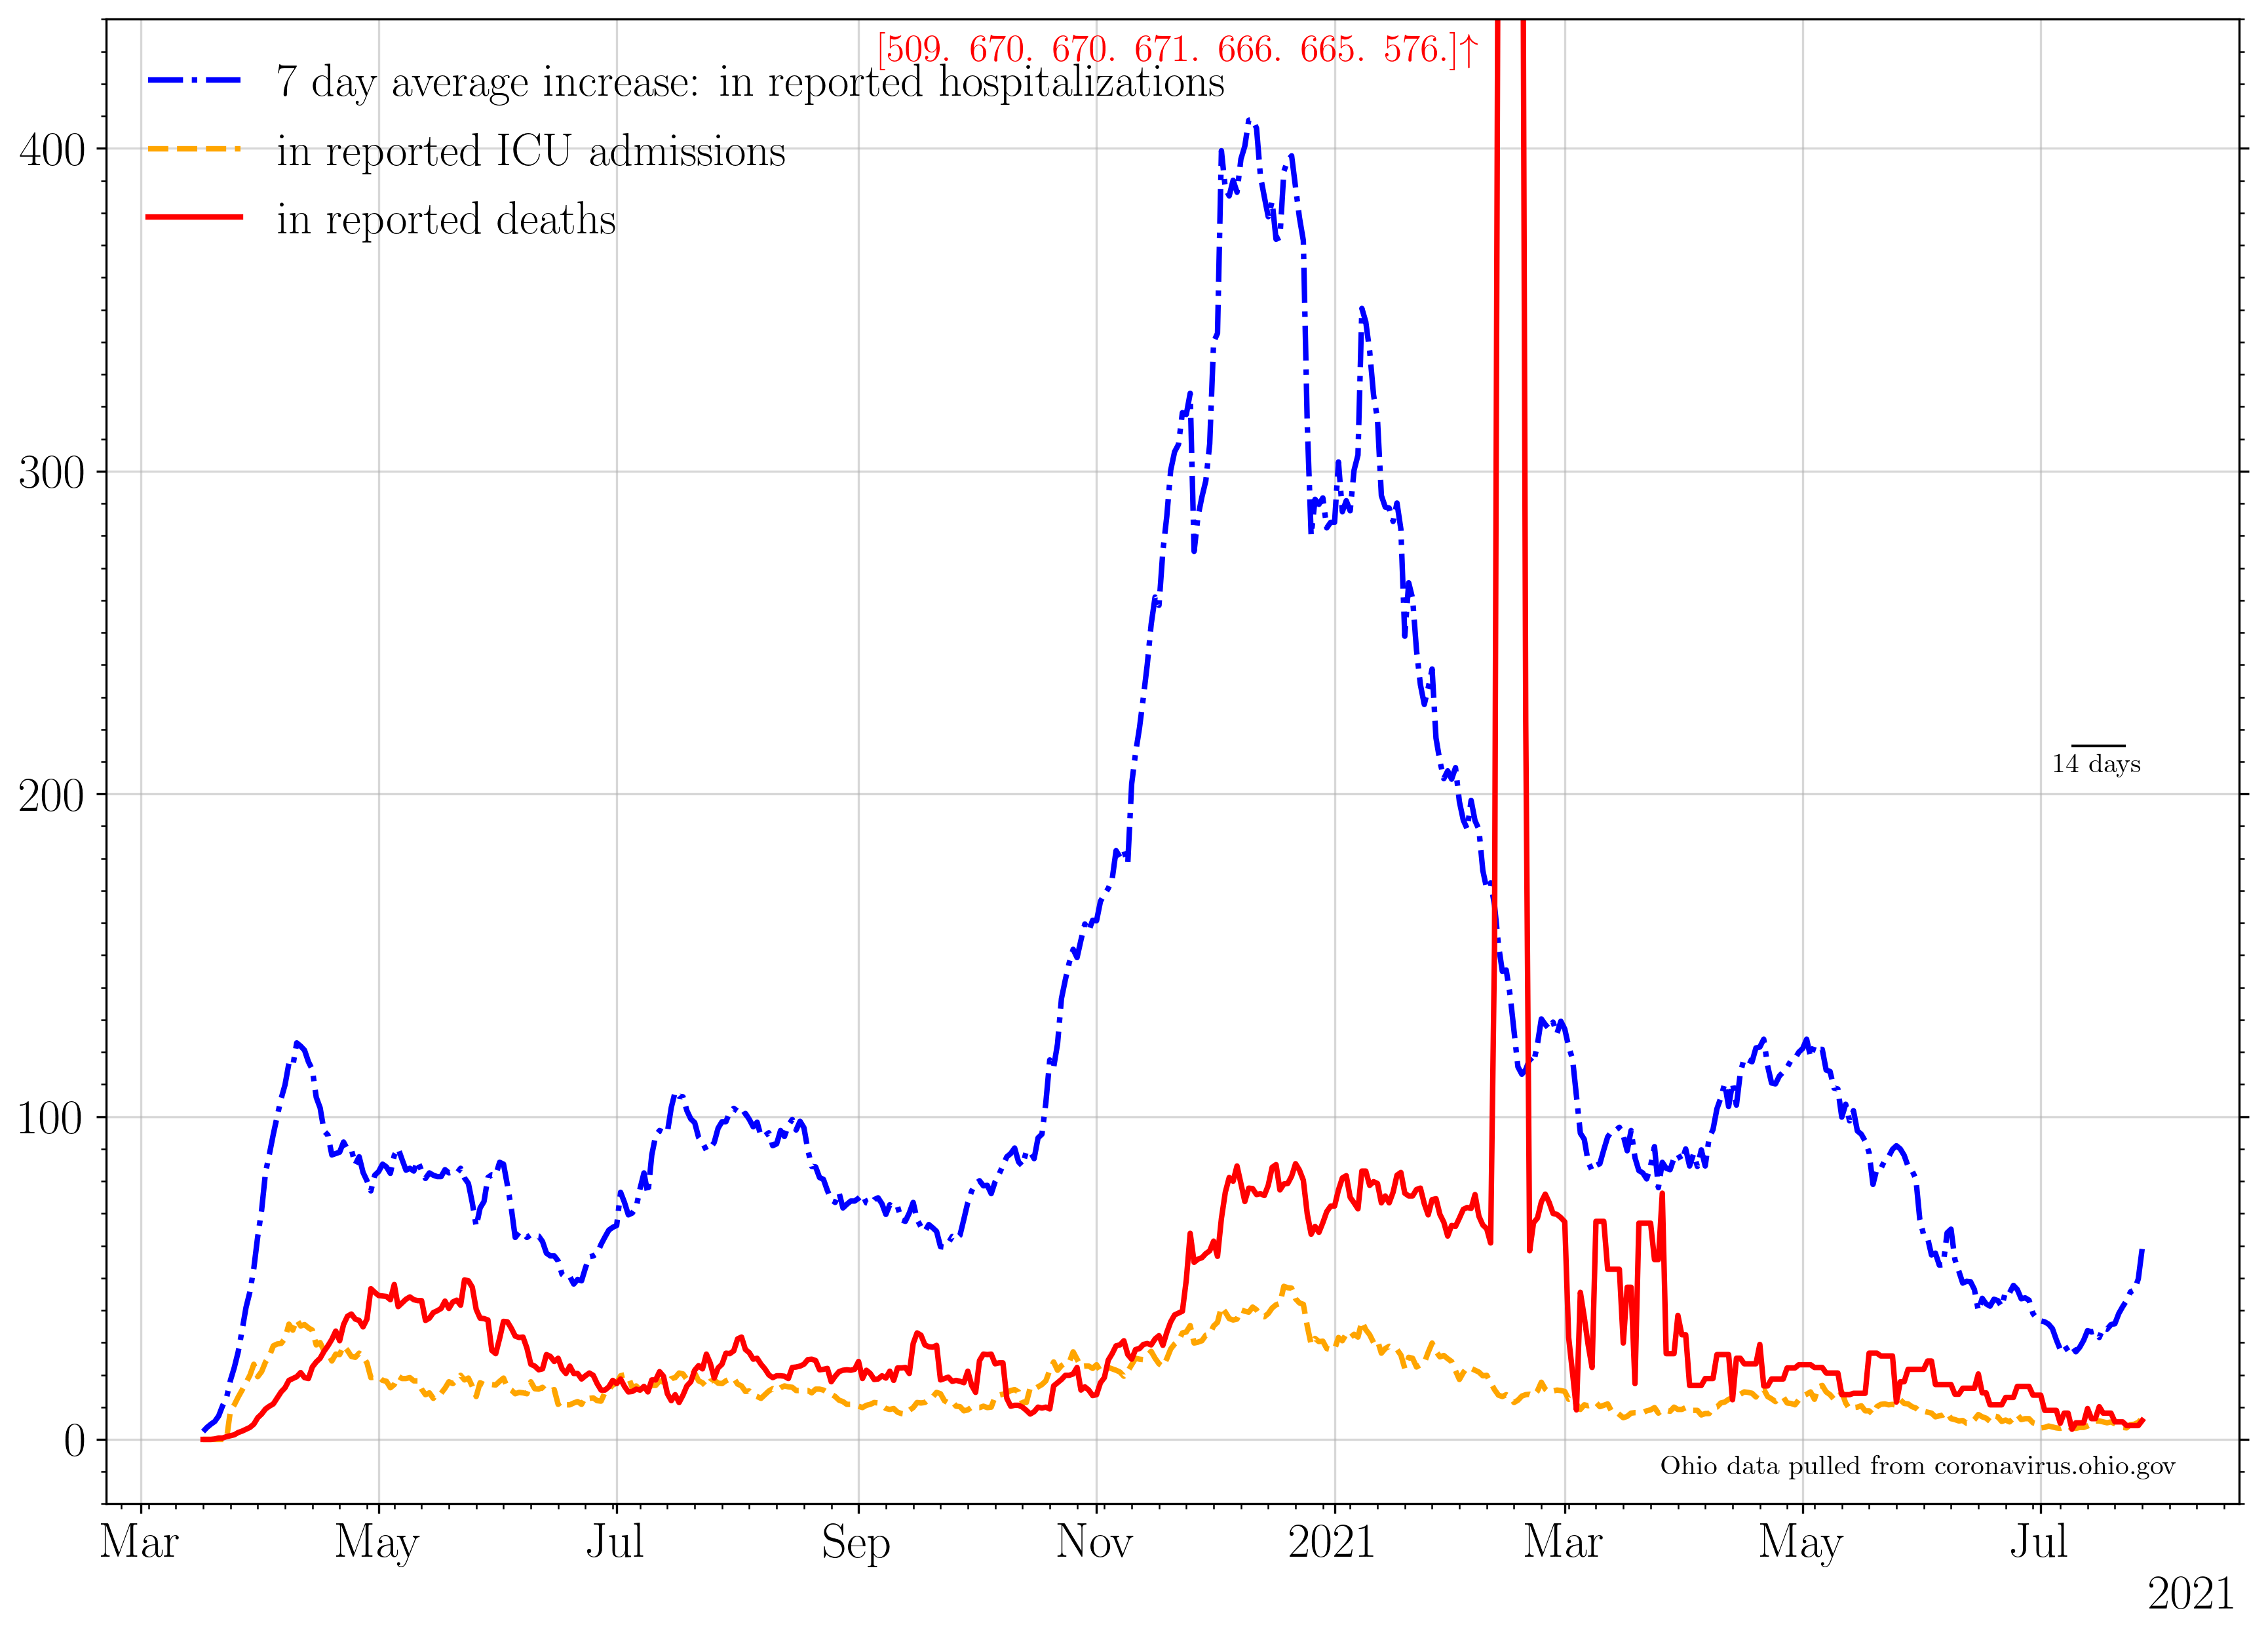 [509. 670. 670. 671. 666. 665. 576.]↑
7 day average increase: in reported hospitalizations
in reported ICU admissions
in reported deaths
400
300
200
100
0
14 days
Ohio data pulled from coronavirus.ohio.gov
Mar May Jul Sep Nov 2021 Mar May Jul
2021